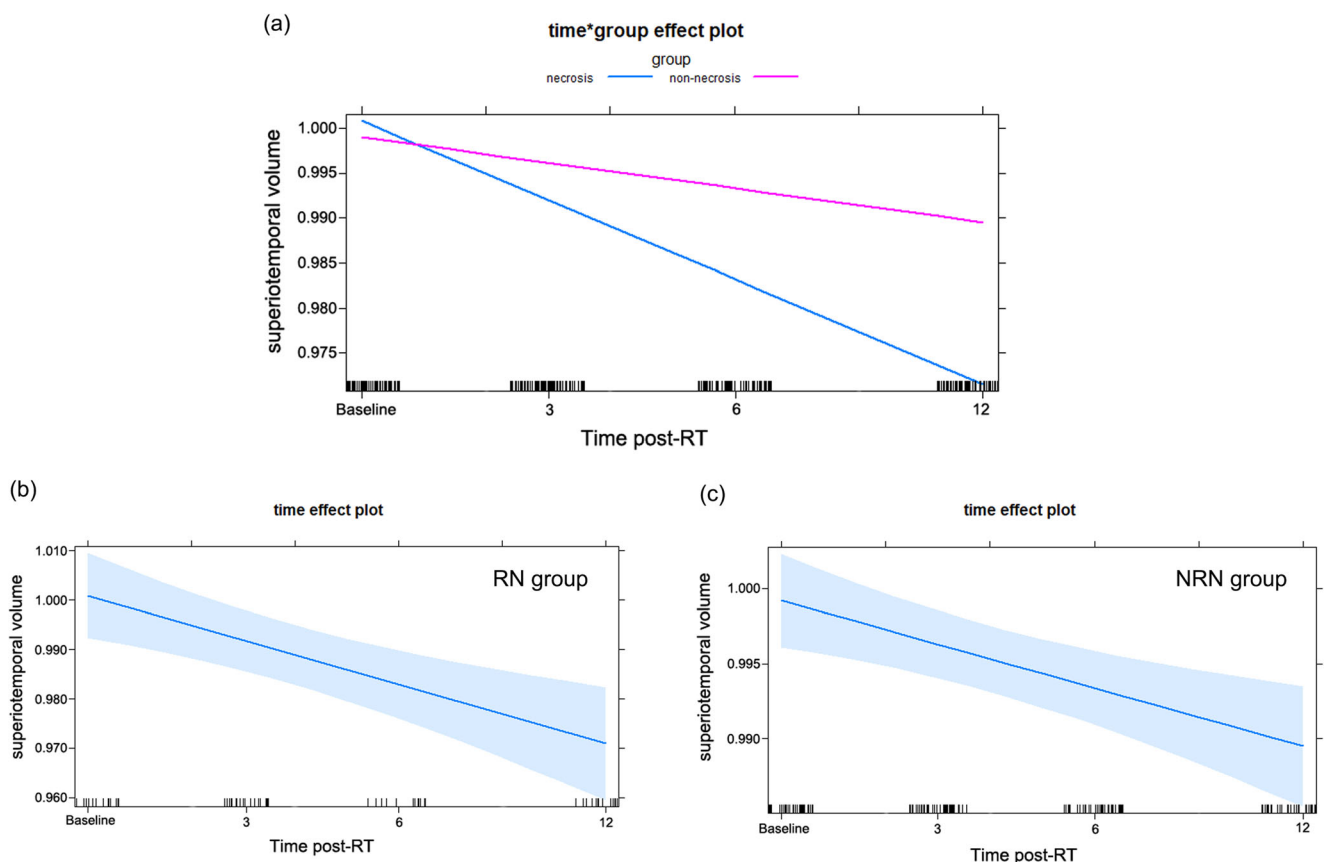 (a)
time*group effect plot
group
necrosis non-necrosis
superiotemporal volume
1.000
0.995
0.990
0.985
0.980
0.975
Baseline 3 6 12
Time post-RT
(b)
time effect plot
RN group
superiotemporal volume
1.010
1.000
0.990
0.980
0.970
0.960
Baseline 3 6 12
Time post-RT
(c)
time effect plot
NRN group
superiotemporal volume
1.000
0.995
0.990
Baseline 3 6 12
Time post-RT